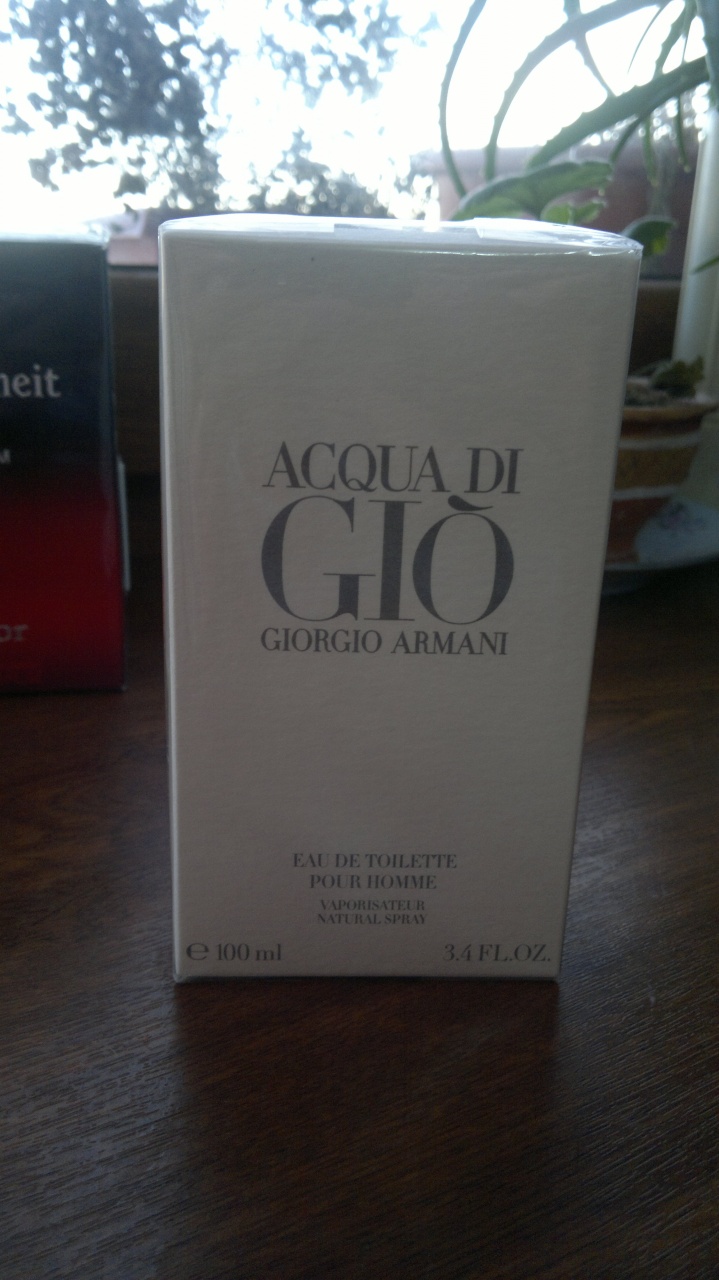 heit
or
ACQUA DI
GIÒ
GIORGIO ARMANI
EAU DE TOILETTE
POUR HOMME
VAPORISATEUR
NATURAL SPRAY
℮ 100 ml 3.4 FL.OZ.